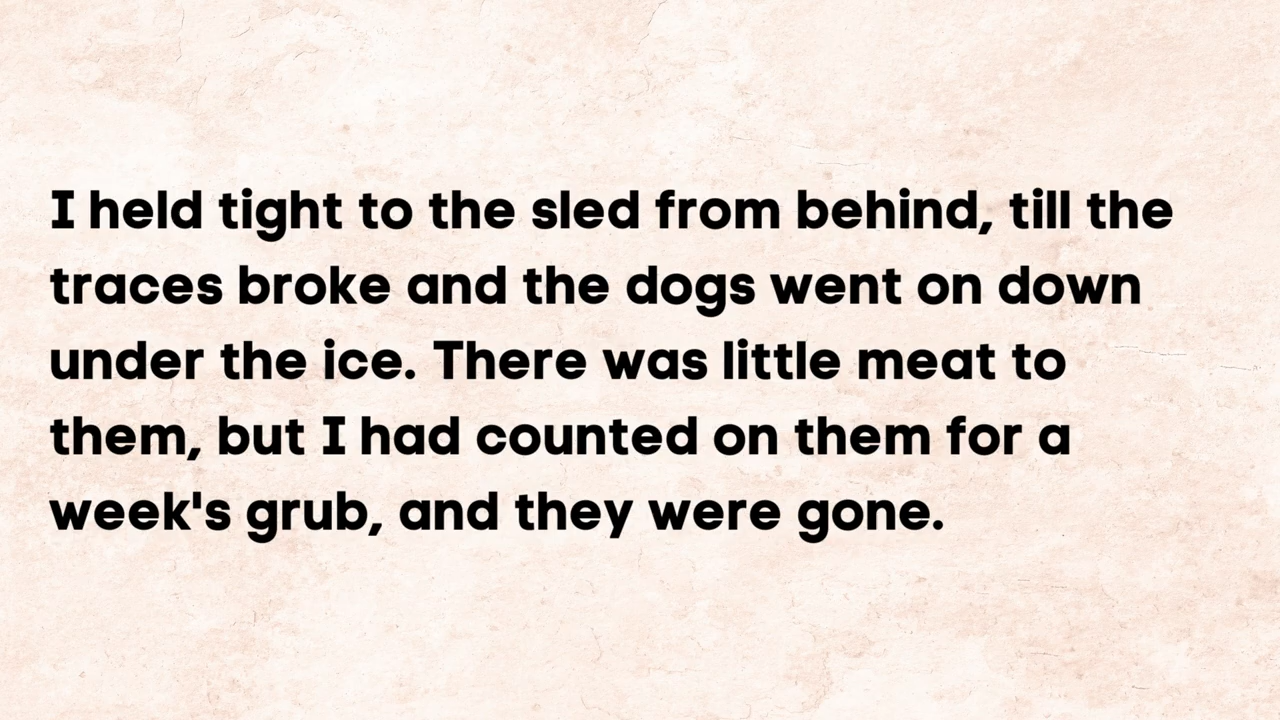 I held tight to the sled from behind, till the
traces broke and the dogs went on down
under the ice. There was little meat to
them, but I had counted on them for a
week's grub, and they were gone.